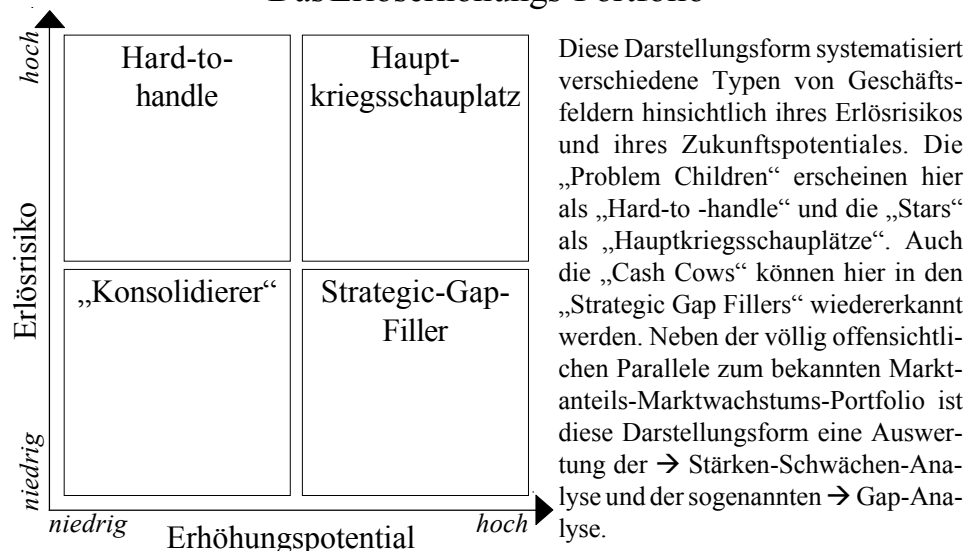 Das Erlöserhöhungs-Portfolio
hoch
Hard-to-
handle
Haupt-
kriegsschauplatz
Erlösrisiko
„Konsolidierer“
Strategic-Gap-
Filler
niedrig
niedrig
hoch
Erhöhungspotential
Diese Darstellungsform systematisiert
verschiedene Typen von Geschäfts-
feldern hinsichtlich ihres Erlösrisikos
und ihres Zukunftspotentiales. Die
„Problem Children“ erscheinen hier
als „Hard-to -handle“ und die „Stars“
als „Hauptkriegsschauplätze“. Auch
die „Cash Cows“ können hier in den
„Strategic Gap Fillers“ wiedererkannt
werden. Neben der völlig offensichtli-
chen Parallele zum bekannten Markt-
anteils-Marktwachstums-Portfolio ist
diese Darstellungsform eine Auswer-
tung der → Stärken-Schwächen-Ana-
lyse und der sogenannten → Gap-Ana-
lyse.